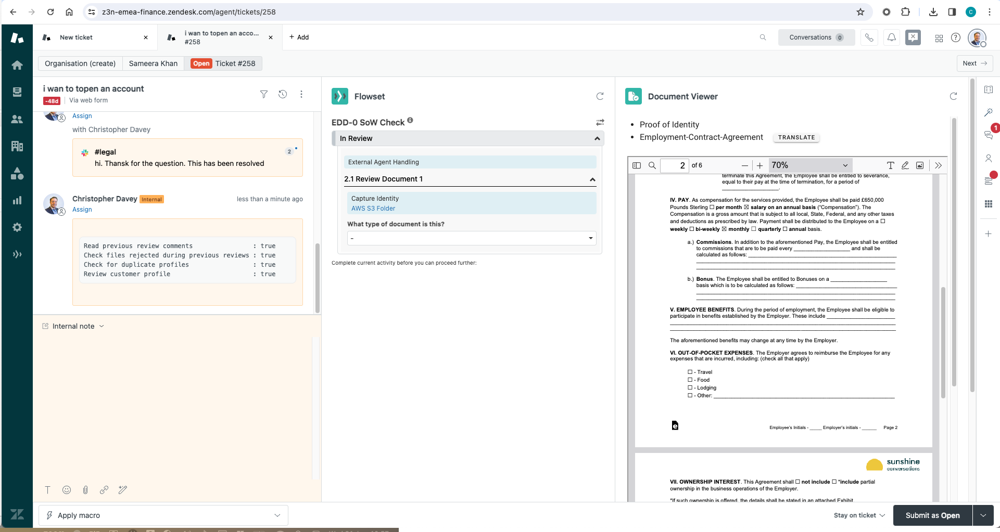 z3n-emea-finance.zendesk.com/agent/tickets/258
C
New ticket
i wan to topen an acco...
#258
+ Add
Conversations 0
Organisation (create)
Sameera Khan
Open Ticket #258
Next
i wan to topen an account
-48d
Via web form
Assign
with Christopher Davey
#legal
2
hi. Thansk for the question. This has been resolved
Christopher Davey Internal
less than a minute ago
Assign
Read previous review comments : true
Check files rejected during previous reviews : true
Check for duplicate profiles : true
Review customer profile : true
Internal note
Apply macro
Flowset
EDD-0 SoW Check
In Review
External Agent Handling
2.1 Review Document 1
Capture Identity
AWS S3 Folder
What type of document is this?
-
Complete current activity before you can proceed further:
Document Viewer
• Proof of Identity
• Employment-Contract-Agreement TRANSLATE
2 of 6
70%
terminate this Agreement, the Employee shall be entitled to severance,
equal to their pay at the time of termination, for a period of
____________________.
IV. PAY. As compensation for the services provided, the Employee shall be paid £650,000
Pounds Sterling ☐ per month ☒ salary on an annual basis (“Compensation”). The
Compensation is a gross amount that is subject to all local, State, Federal, and any other taxes
and deductions as prescribed by law. Payment shall be distributed to the Employee on a ☐
weekly ☐ bi-weekly ☒ monthly ☐ quarterly ☐ annual basis.
a.) Commissions. In addition to the aforementioned Pay, the Employee shall be entitled
to commissions that are to be paid every ____________________ and shall be
calculated as follows: ____________________
b.) Bonus. The Employee shall be entitled to Bonuses on a ____________________
basis which is to be calculated as follows: ____________________
V. EMPLOYEE BENEFITS. During the period of employment, the Employee shall be eligible to
participate in benefits established by the Employer. These include ____________________
The aforementioned benefits may change at any time by the Employer.
VI. OUT-OF-POCKET EXPENSES. The Employer agrees to reimburse the Employee for any
expenses that are incurred, including: (check all that apply)
☐ - Travel
☐ - Food
☐ - Lodging
☐ - Other: ____________________
e
Employee's Initials - _____ Employer's initials - ______ Page 2
sunshine
conversations
VII. OWNERSHIP INTEREST. This Agreement shall ☐ not include ☐ *include partial
ownership in the business operations of the Employer.
*If such ownership is offered, the details shall be stated in an attached Exhibit.
1
Stay on ticket
Submit as Open